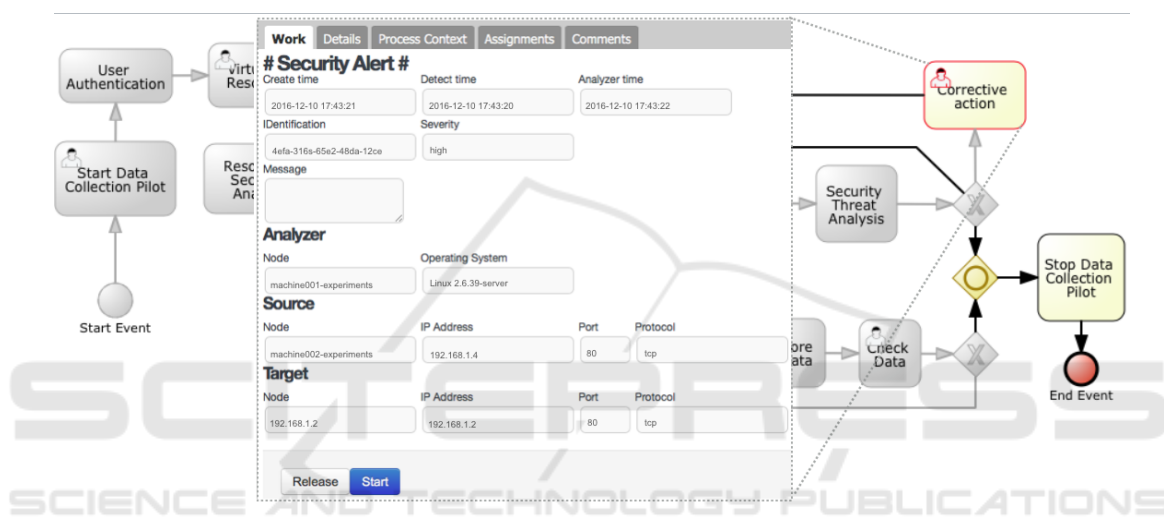 Work Details Process Context Assignments Comments
# Security Alert #
Create time Detect time Analyzer time
2016-12-10 17:43:21 2016-12-10 17:43:20 2016-12-10 17:43:22
IDentification Severity
4efa-316s-65e2-48da-12ce high
Message
Analyzer
Node Operating System
machine001-experiments Linux 2.6.39-server
Source
Node IP Address Port Protocol
machine002-experiments 192.168.1.4 80 tcp
Target
Node IP Address Port Protocol
192.168.1.2 192.168.1.2 80 tcp
Release Start
User
Authentication
Start Data
Collection Pilot
Start Event
Corrective
action
Security
Threat
Analysis
X
Check
Data
X
Stop Data
Collection
Pilot
End Event
SCITEPRESS
SCIENCE AND TECHNOLOGY PUBLICATIONS